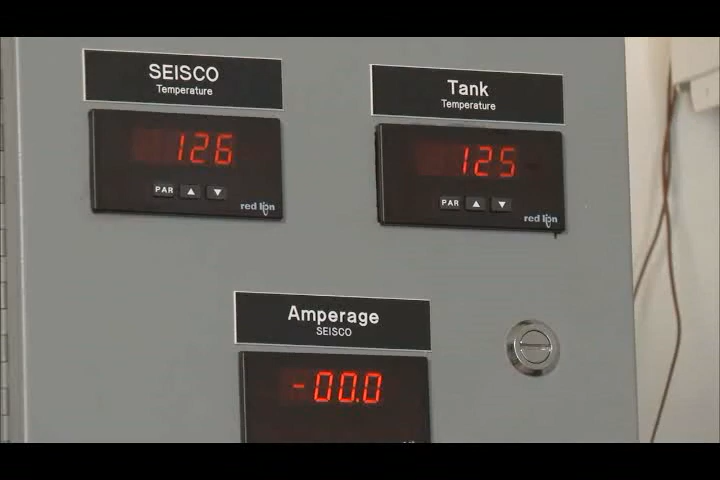 SEISCO
Temperature
126
PAR
red lion
Tank
Temperature
125
PAR
red lion
Amperage
SEISCO
-00.0